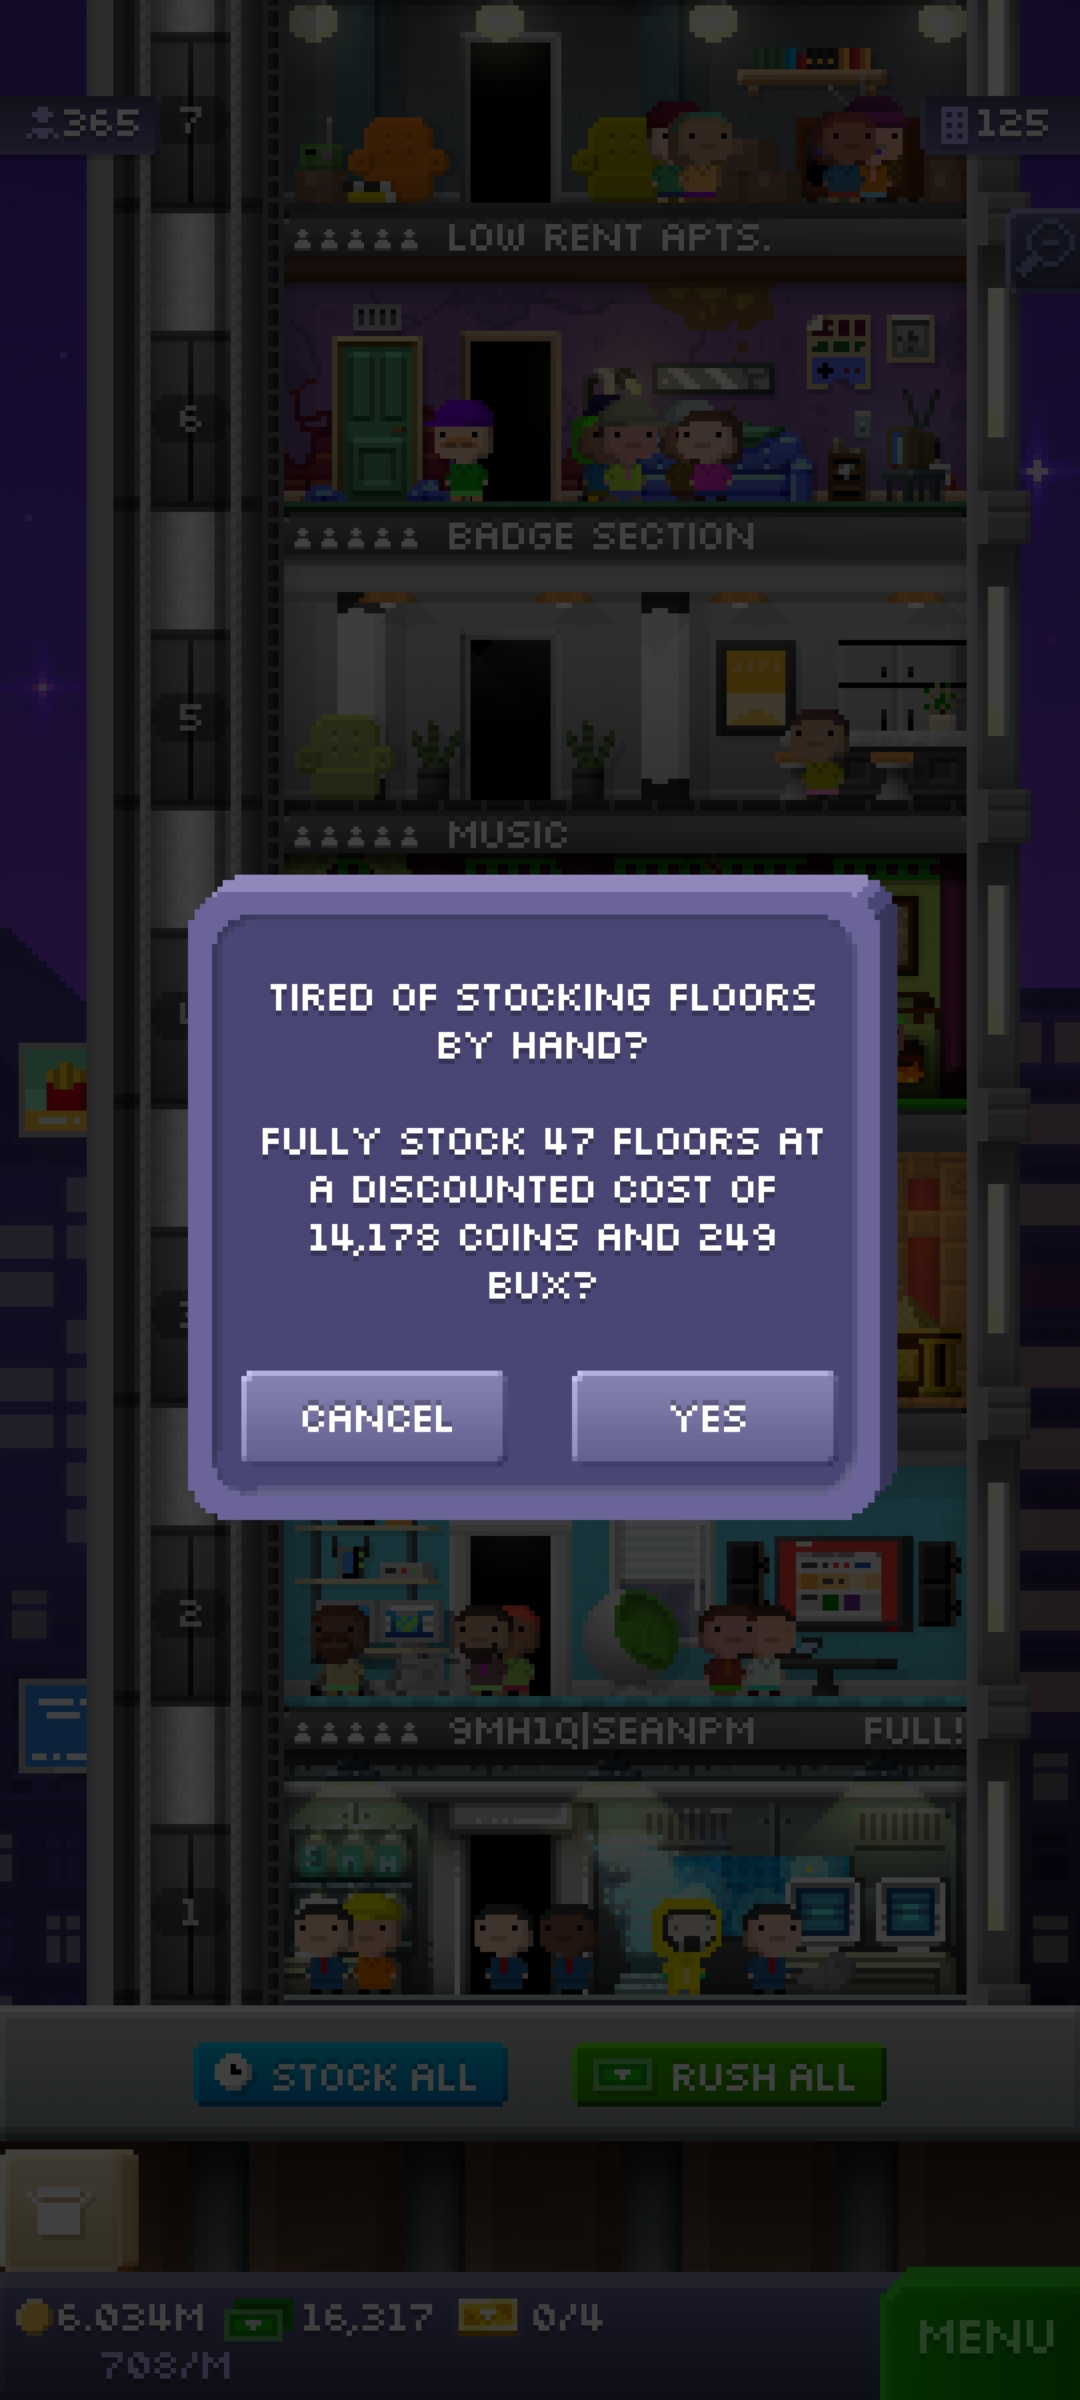 365
7
125
LOW RENT APTS.
6
BADGE SECTION
5
MUSIC
TIRED OF STOCKING FLOORS
BY HAND?
FULLY STOCK 47 FLOORS AT
A DISCOUNTED COST OF
14,178 COINS AND 249
BUX?
CANCEL
YES
2
9MH1Q|SEANPM
FULL!
1
STOCK ALL
RUSH ALL
6.034M
16,317
0/4
MENU
708/M